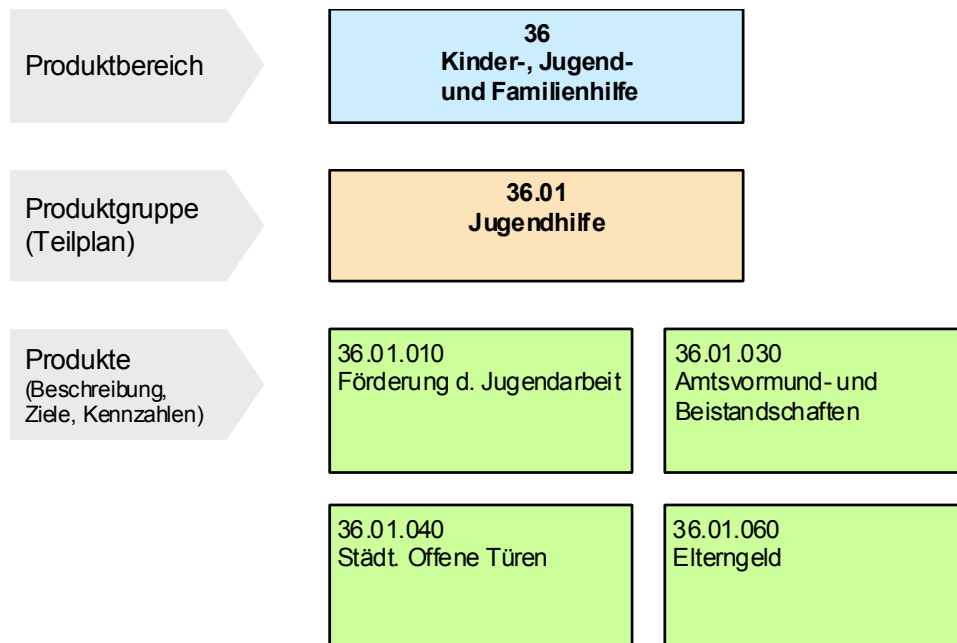 Produktbereich
36
Kinder-, Jugend-
und Familienhilfe
Produktgruppe
(Teilplan)
36.01
Jugendhilfe
Produkte
(Beschreibung,
Ziele, Kennzahlen)
36.01.010
Förderung d. Jugendarbeit
36.01.030
Amtsvormund- und
Beistandschaften
36.01.040
Städt. Offene Türen
36.01.060
Elterngeld